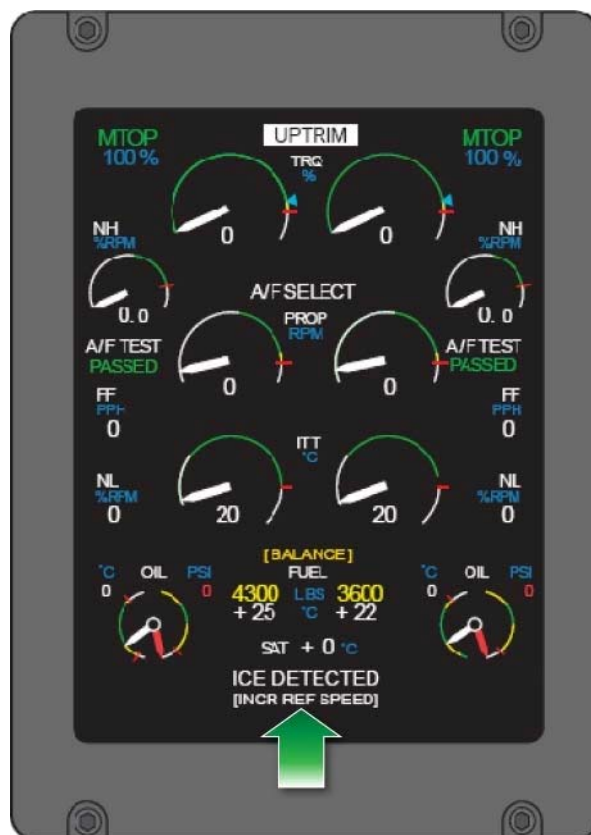 MTOP UPTRIM MTOP
100 % TRQ 100 %
%
0 0
NH NH
%RPM %RPM
0.0 0.0
A/F SELECT
PROP
RPM
A/F TEST A/F TEST
PASSED PASSED
0 0
FF FF
PPH PPH
0 0
ITT
°C
NL NL
%RPM %RPM
0 20 20 0
[BALANCE]
°C OIL PSI FUEL °C OIL PSI
0 0 4300 LBS 3600 0 0
+ 25 °C + 22
SAT + 0 °C
ICE DETECTED
[INCR REF SPEED]